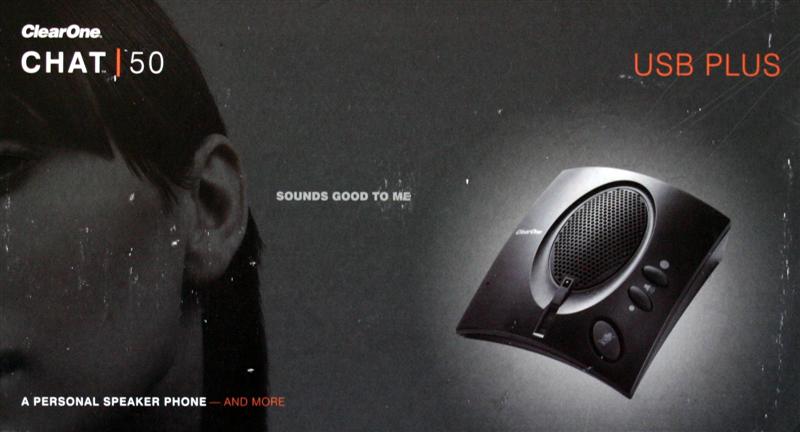 ClearOne.
CHAT | 50
USB PLUS
SOUNDS GOOD TO ME
ClearOne
A PERSONAL SPEAKER PHONE — AND MORE